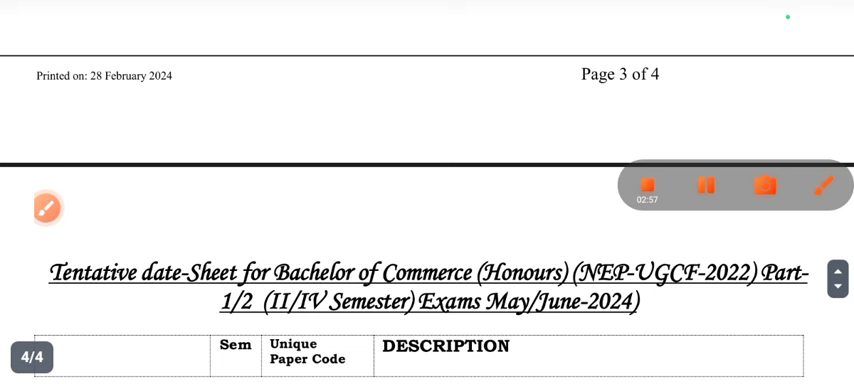 Printed on: 28 February 2024
Page 3 of 4
02:57
Tentative date-Sheet for Bachelor of Commerce (Honours) (NEP-UGCF-2022) Part-
1/2 (II/IV Semester) Exams May/June-2024)
Sem
Unique
Paper Code
DESCRIPTION
4/4